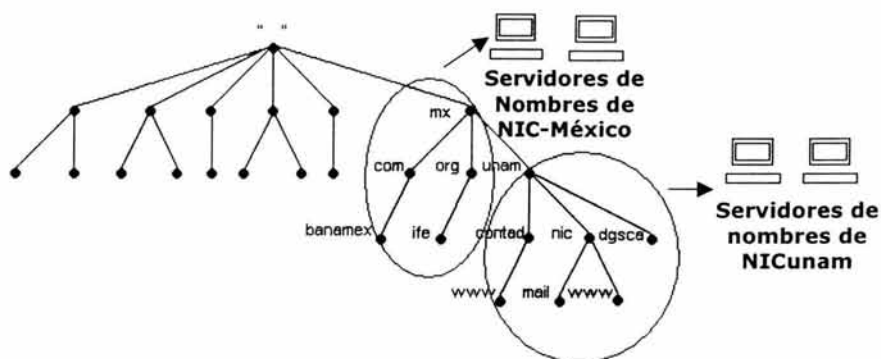 " "
Servidores de
Nombres de
NIC-México
mx
com
org
unam
banamex
ife
contad
nic
dgsca
www
mail
www
Servidores de
nombres de
NICunam